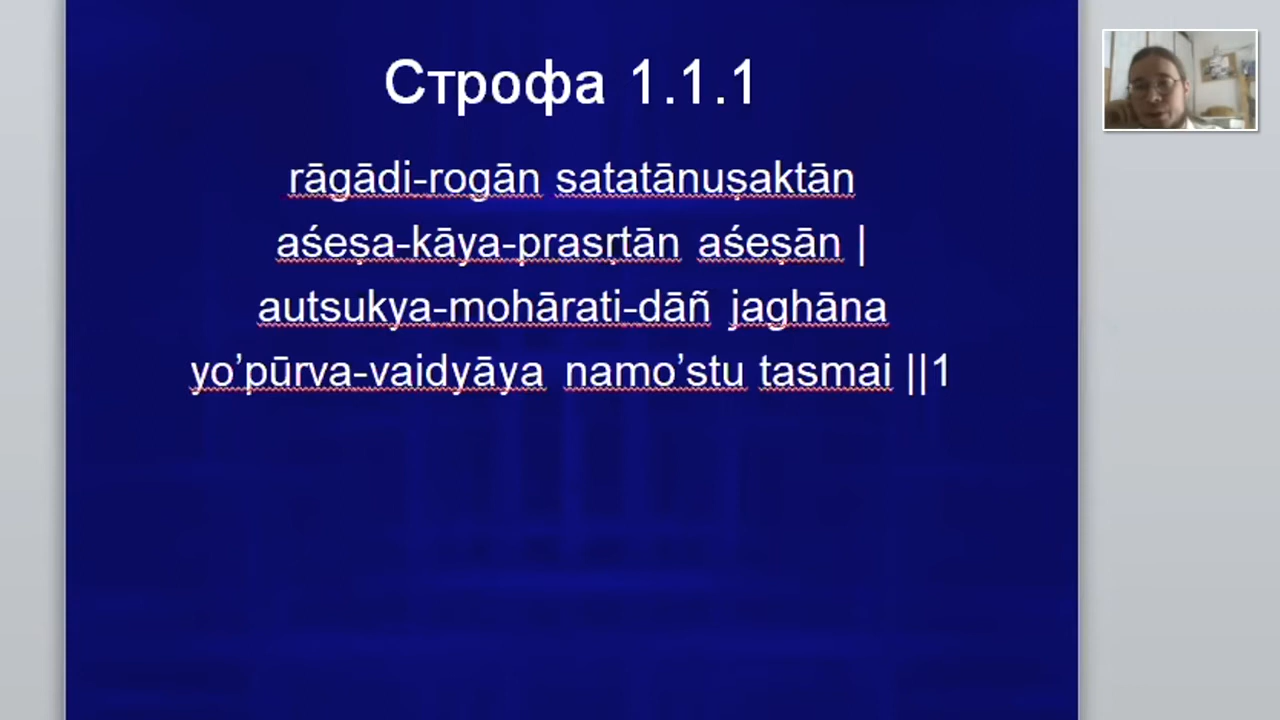 Строфа 1.1.1
rāgādi-rogān satatānuṣaktān
aśeṣa-kāya-prasṛtān aśeṣān |
autsukya-mohārati-dāñ jaghāna
yo’pūrva-vaidyāya namo’stu tasmai ||1